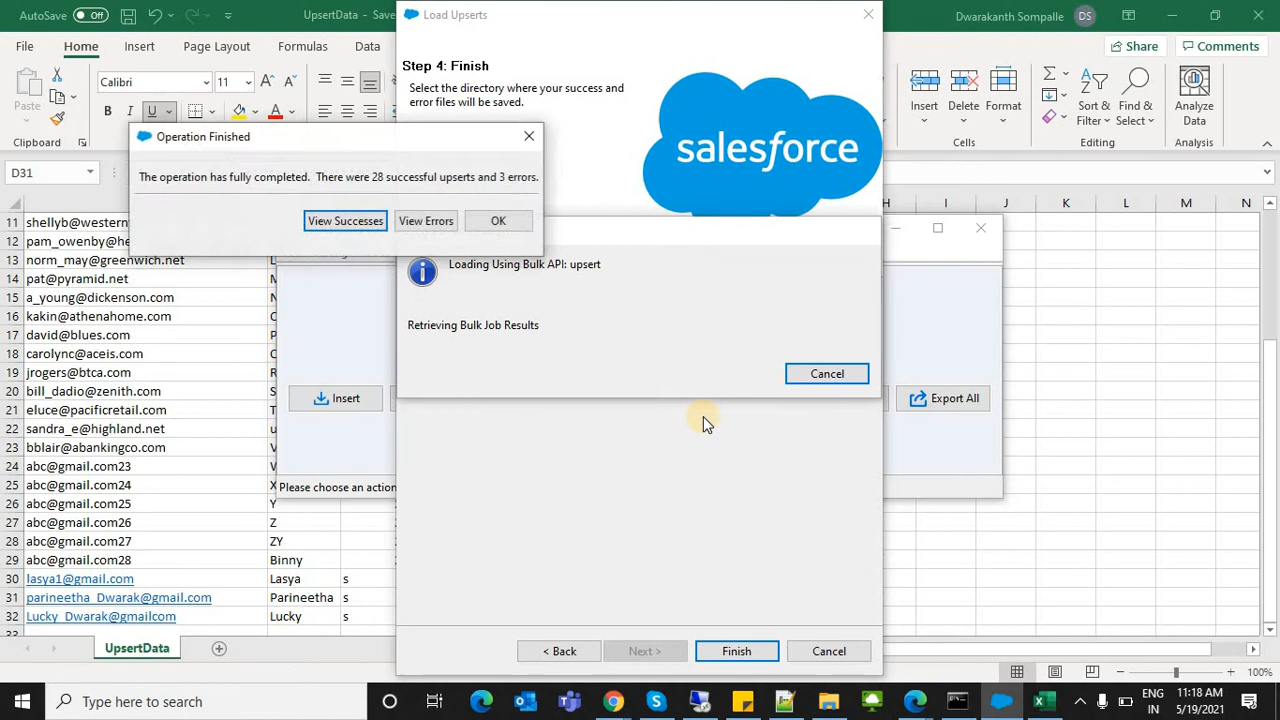 AutoSave Off
UpsertData - Save
Dwarakanth Sompalle DS
Load Upserts
File Home Insert Page Layout Formulas Data
Share Comments
Step 4: Finish
Select the directory where your success and
error files will be saved.
salesforce
Paste
Calibri 11
B I U
Clipboard
Insert Delete Format
Sort & Filter
Find & Select
Analyze Data
Cells
Editing
Analysis
D31
Operation Finished
The operation has fully completed. There were 28 successful upserts and 3 errors.
View Successes View Errors OK
H I J K L M N
11 shellyb@western
12 pam_owenby@he
13 norm_may@greenwich.net
14 pat@pyramid.net
15 a_young@dickenson.com
16 kakin@athenahome.com
17 david@blues.com
18 carolync@aceis.com
19 jrogers@btca.com
20 bill_dadio@zenith.com
21 eluce@pacificretail.com T
22 sandra_e@highland.net u
23 bblair@abankingco.com V
24 abc@gmail.com23
25 abc@gmail.com24 X
26 abc@gmail.com25 Y
27 abc@gmail.com26 Z
28 abc@gmail.com27 ZY
29 abc@gmail.com28 Binny
30 lasya1@gmail.com Lasya s
31 parineetha_Dwarak@gmail.com Parineetha s
32 Lucky_Dwarak@gmailcom Lucky s
Loading Using Bulk API: upsert
Retrieving Bulk Job Results
Cancel
Insert
Export All
Please choose an action
< Back Next > Finish Cancel
UpsertData
100%
Type here to search
ENG
IN
11:18 AM
5/19/2021